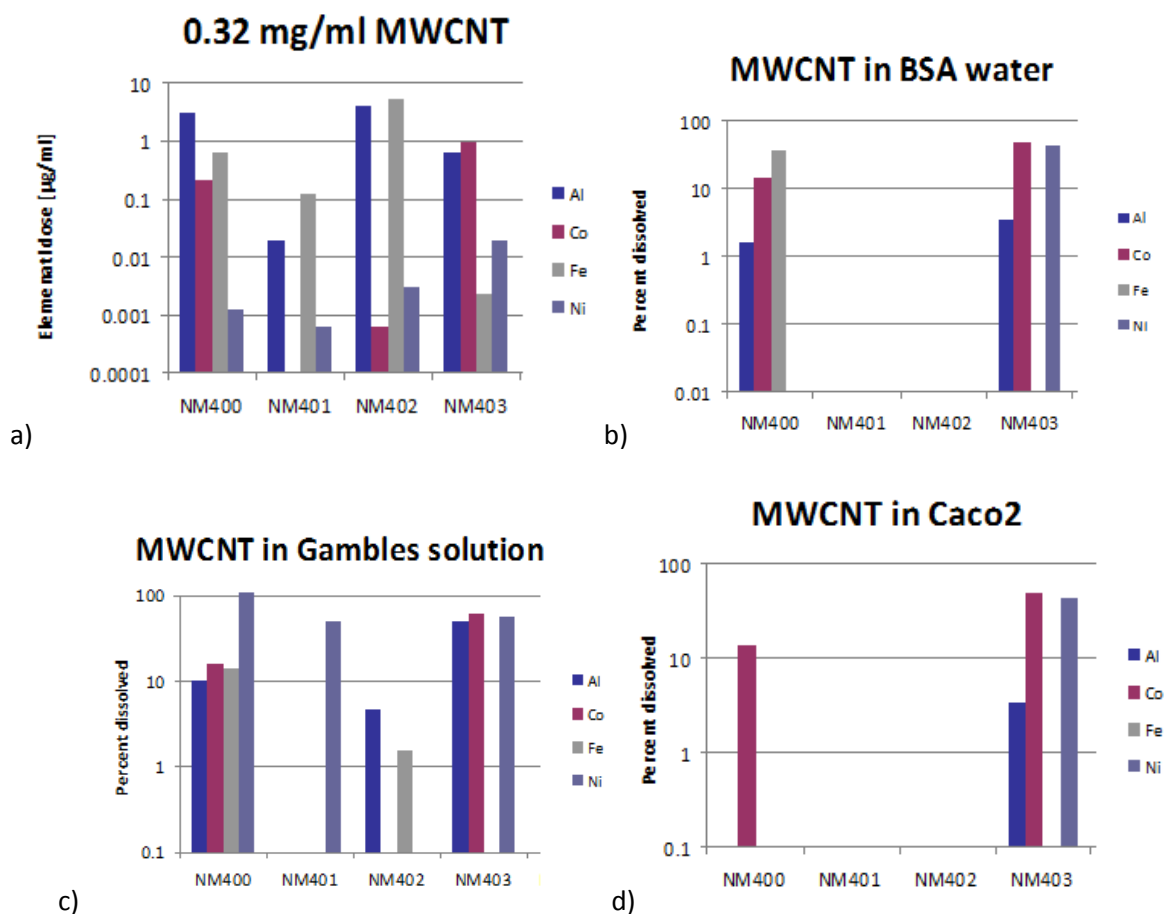 0.32 mg/ml MWCNT
Elemenatl dose [µg/ml]
10
1
0.1
0.01
0.001
0.0001
NM400 NM401 NM402 NM403
Al
Co
Fe
Ni
a)
MWCNT in BSA water
Percent dissolved
100
10
1
0.1
0.01
NM400 NM401 NM402 NM403
Al
Co
Fe
Ni
b)
MWCNT in Gambles solution
Percent dissolved
100
10
1
0.1
NM400 NM401 NM402 NM403
Al
Co
Fe
Ni
c)
MWCNT in Caco2
Percent dissolved
100
10
1
0.1
NM400 NM401 NM402 NM403
Al
Co
Fe
Ni
d)